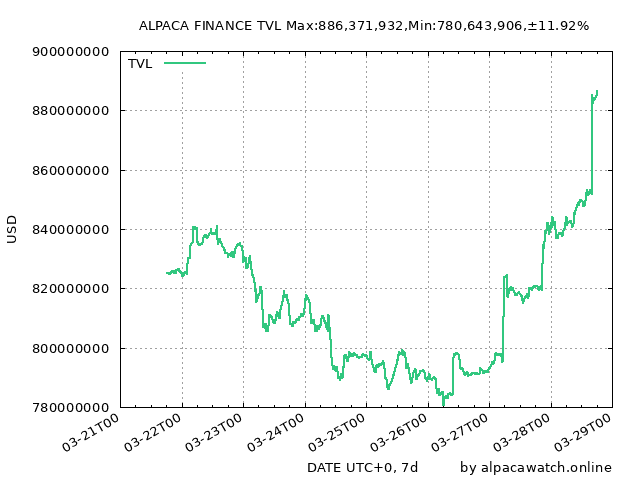 ALPACA FINANCE TVL Max:886,371,932,Min:780,643,906,±11.92%
900000000
TVL
880000000
860000000
840000000
USD
820000000
800000000
780000000
03-21T00 03-22T00 03-23T00 03-24T00 03-25T00 03-26T00 03-27T00 03-28T00 03-29T00
DATE UTC+0, 7d by alpacawatch.online